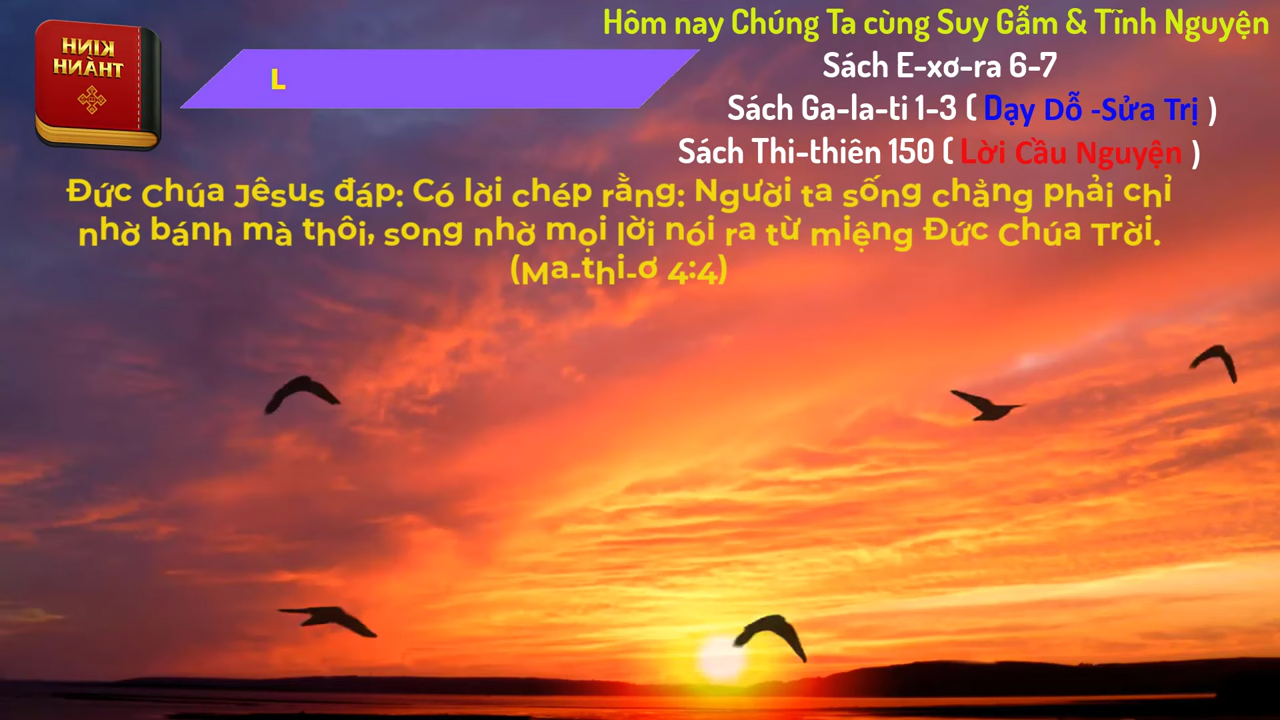 KINH
THÀNH
L
Hôm nay Chúng Ta cùng Suy Gẫm & Tĩnh Nguyện
Sách E-xơ-ra 6-7
Sách Ga-la-ti 1-3 ( Dạy Dỗ -Sửa Trị )
Sách Thi-thiên 150 ( Lời Cầu Nguyện )
Đức Chúa Jêsus đáp: Có lời chép rằng: Người ta sống chẳng phải chỉ
nhờ bánh mà thôi, song nhờ mọi lời nói ra từ miệng Đức Chúa Trời.
(Ma-thi-ơ 4:4)